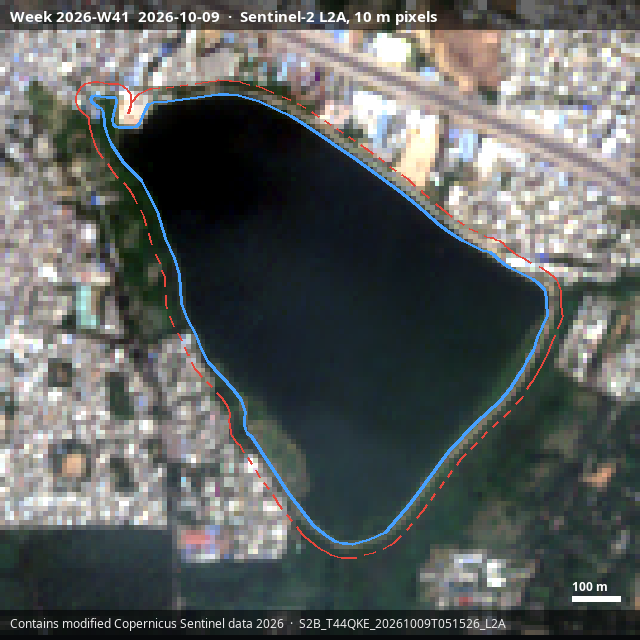 Week 2026-W41 2026-10-09 · Sentinel-2 L2A, 10 m pixels
100 m
Contains modified Copernicus Sentinel data 2026 · S2B_T44QKE_20261009T051526_L2A